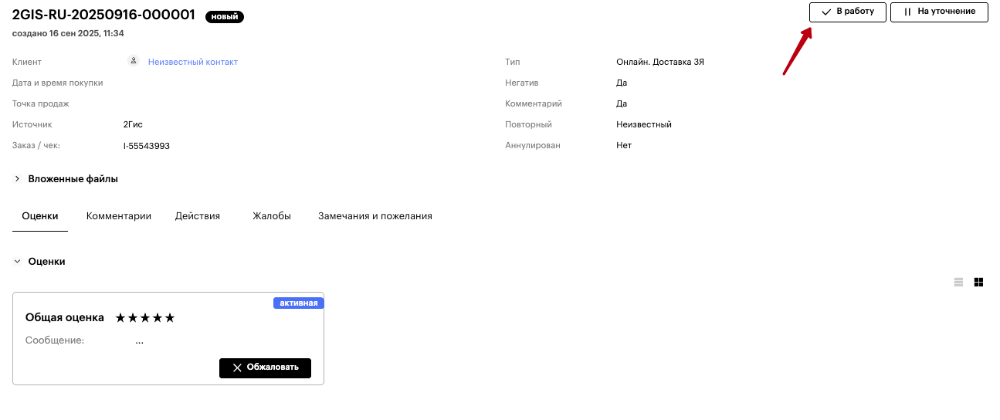 2GIS-RU-20250916-000001 новый
В работу На уточнение
создано 16 сен 2025, 11:34
Клиент Неизвестный контакт
Тип Онлайн. Доставка ЗЯ
Дата и время покупки
Негатив Да
Точка продаж
Комментарий Да
Источник 2Гис
Повторный Неизвестный
Заказ / чек: I-55543993
Аннулирован Нет
Вложенные файлы
Оценки Комментарии Действия Жалобы Замечания и пожелания
Оценки
активная
Общая оценка ★★★★★
Сообщение: ...
Обжаловать